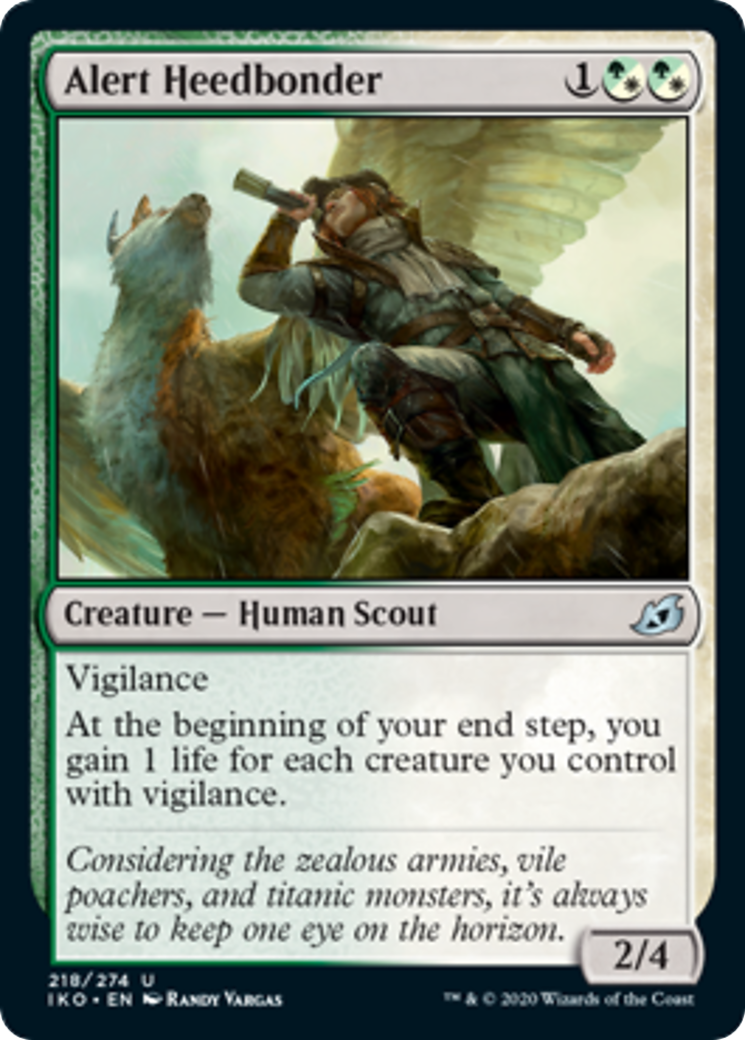 Alert Heedbonder 1
Creature — Human Scout
Vigilance
At the beginning of your end step, you
gain 1 life for each creature you control
with vigilance.
Considering the zealous armies, vile
poachers, and titanic monsters, it's always
wise to keep one eye on the horizon.
2/4
218/274 U
IKO • EN Randy Vargas
™ & © 2020 Wizards of the Coast